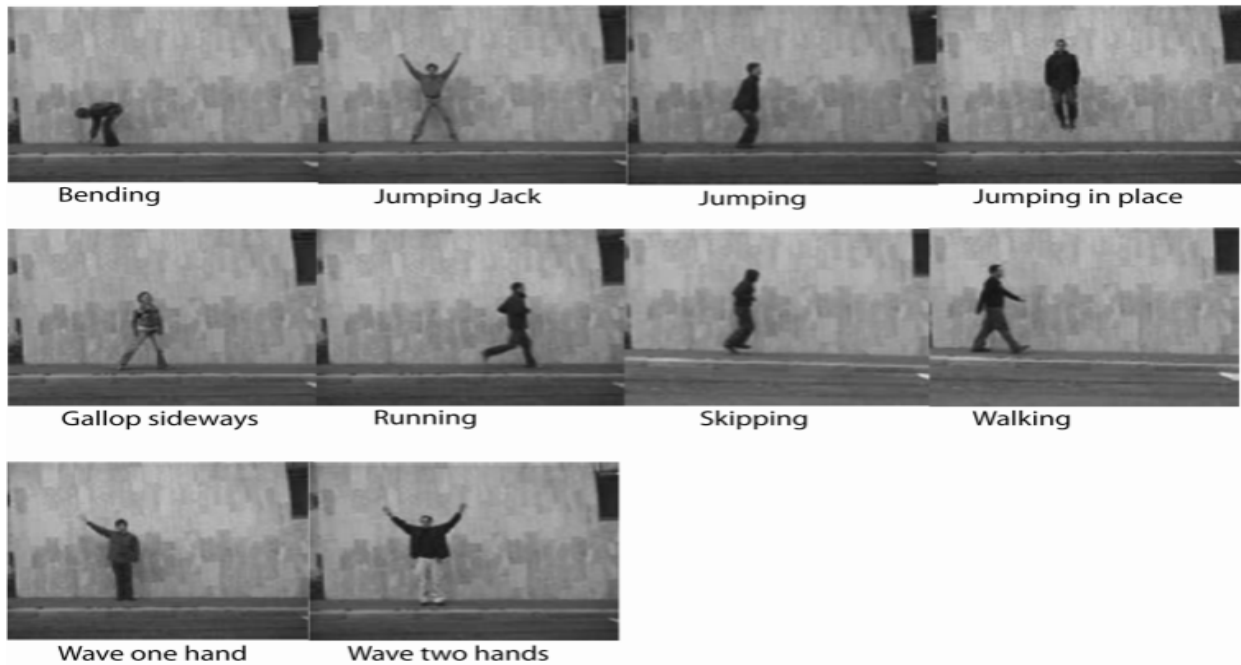 Bending
Jumping Jack
Jumping
Jumping in place
Gallop sideways
Running
Skipping
Walking
Wave one hand
Wave two hands